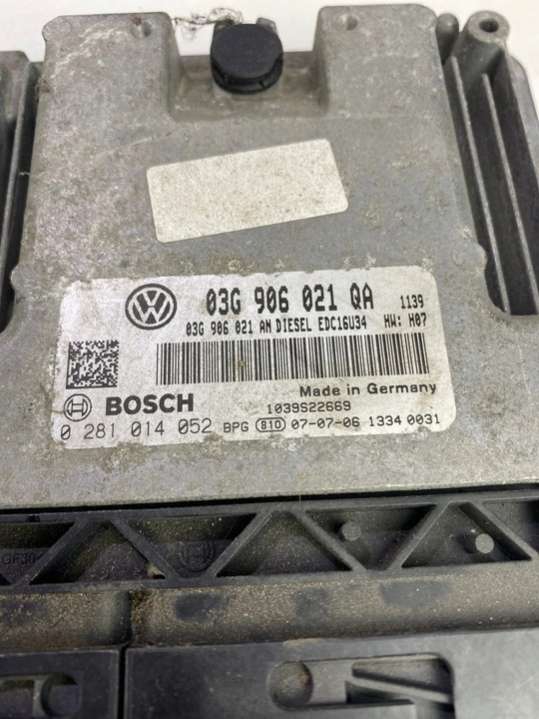 03G 906 021 QA 1139
03G 906 021 AN DIESEL EDC16U34 HW: H07
Made in Germany
BOSCH 1039S22669
0 281 014 052 BPG 810 07-07-06 1334 0031
GF30